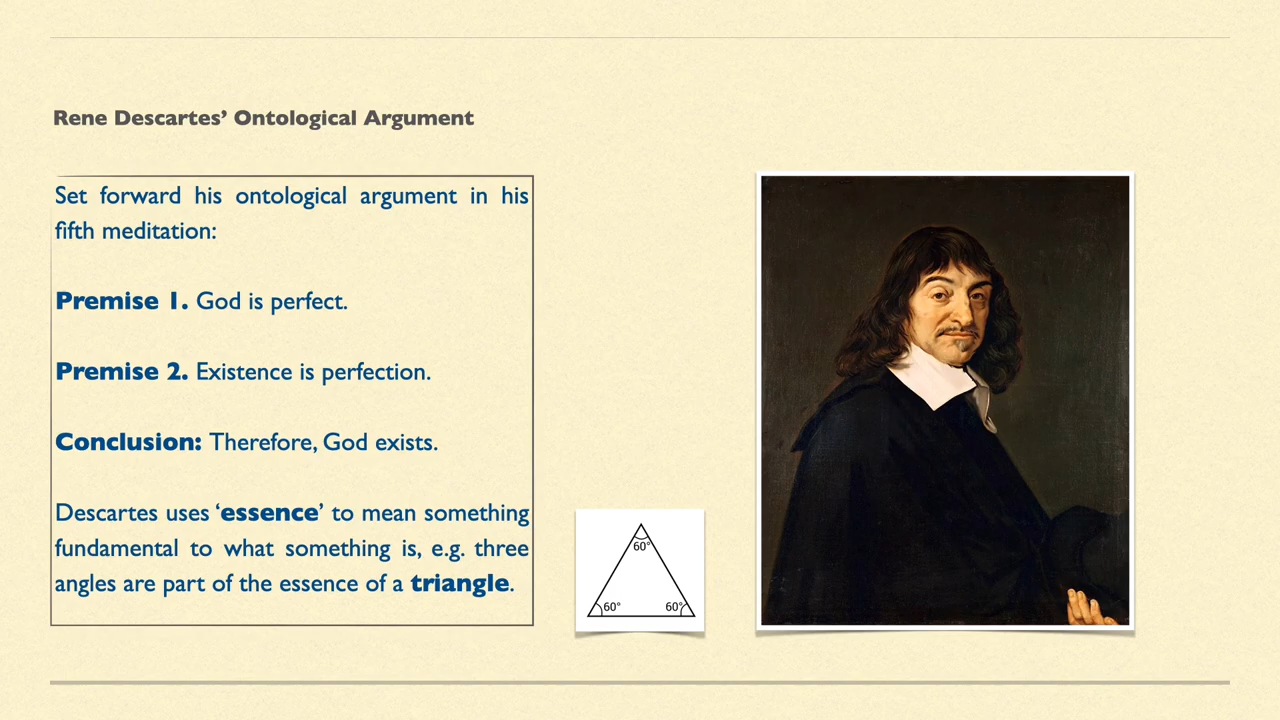 Rene Descartes’ Ontological Argument
Set forward his ontological argument in his
fifth meditation:
Premise 1. God is perfect.
Premise 2. Existence is perfection.
Conclusion: Therefore, God exists.
Descartes uses ‘essence’ to mean something
fundamental to what something is, e.g. three
angles are part of the essence of a triangle.
60°
60°
60°